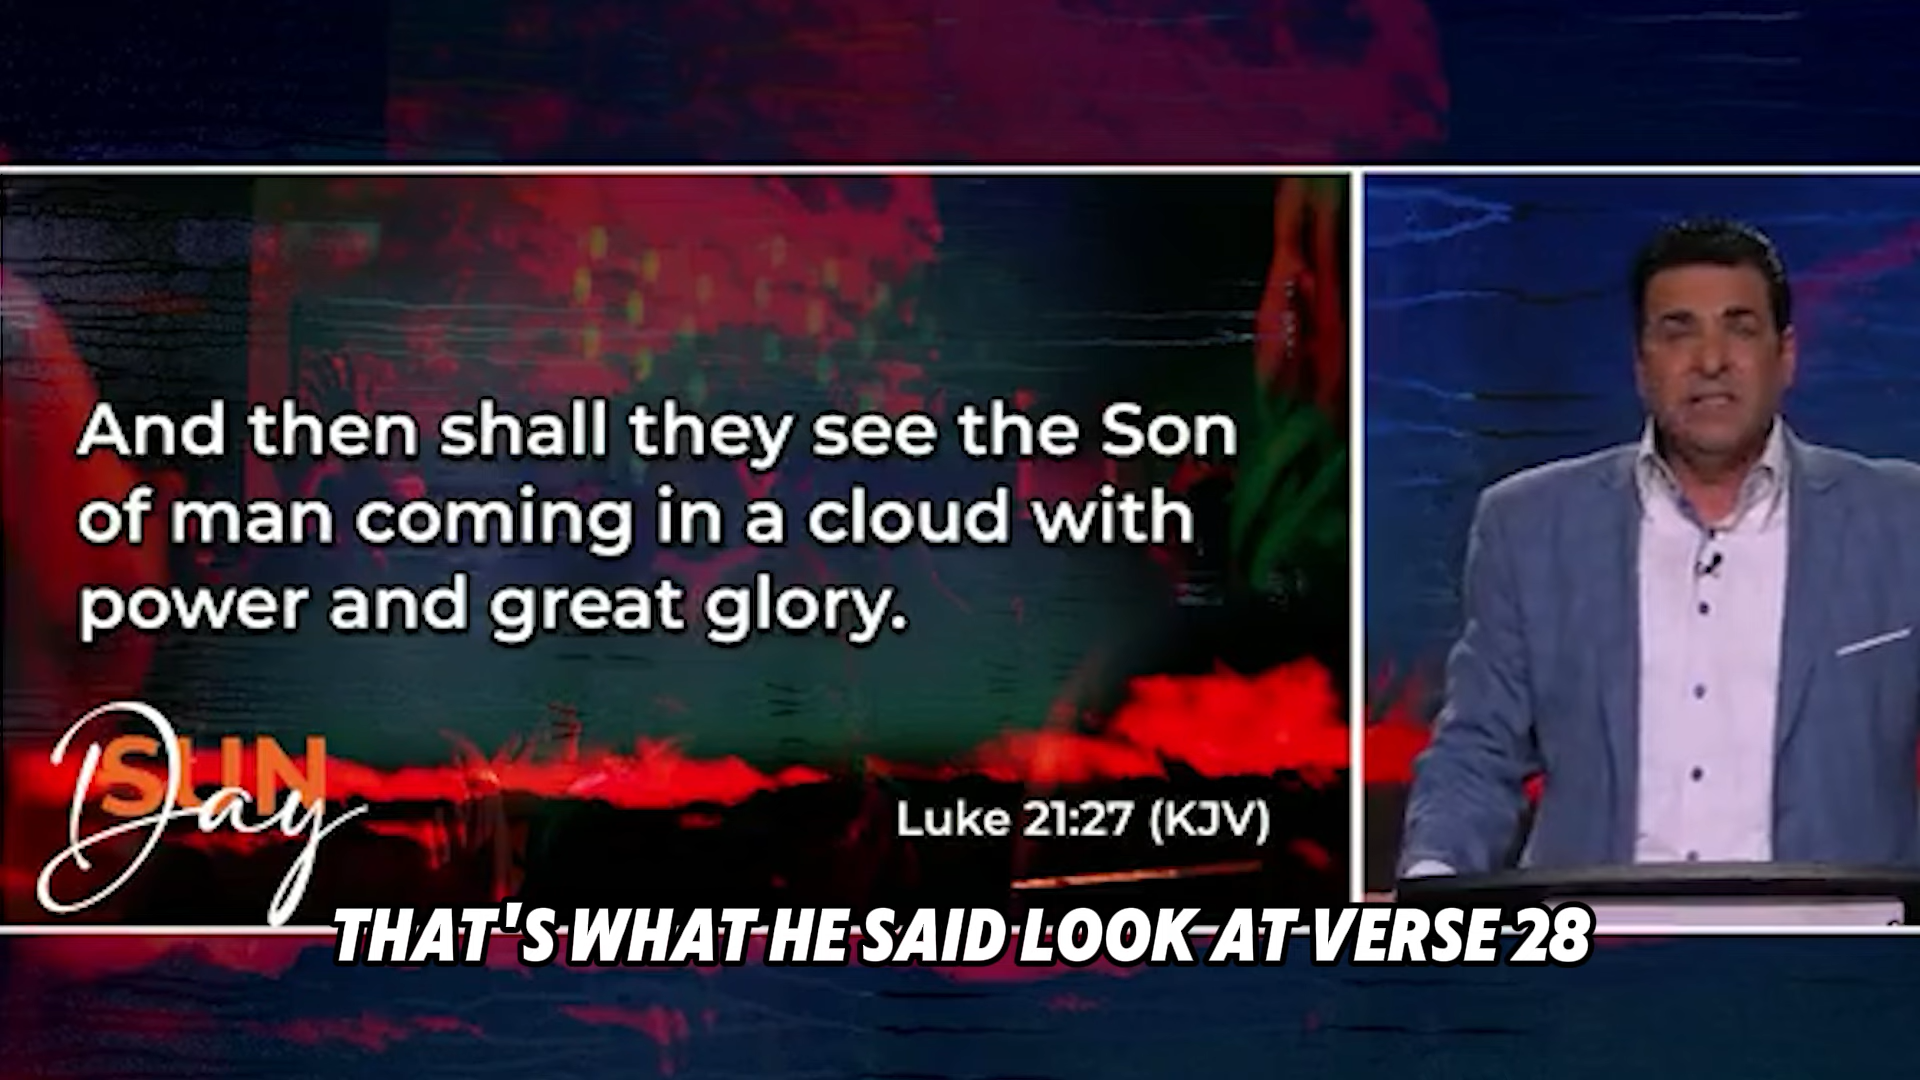 And then shall they see the Son
of man coming in a cloud with
power and great glory.
SUN
Day
Luke 21:27 (KJV)
THAT'S WHAT HE SAID LOOK AT VERSE 28